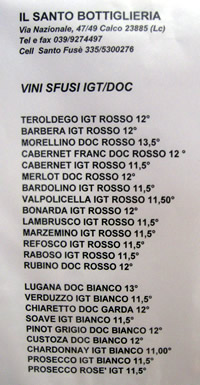 IL SANTO BOTTIGLIERIA
Via Nazionale, 47/49 Calco 23885 (Lc)
Tel e fax 039/9274497
Cell Santo Fusè 335/5300276
VINI SFUSI IGT/DOC
TEROLDEGO IGT ROSSO 12°
BARBERA IGT ROSSO 12°
MORELLINO DOC ROSSO 13,5°
CABERNET FRANC DOC ROSSO 12 °
CABERNET IGT ROSSO 11,5°
MERLOT DOC ROSSO 12°
BARDOLINO IGT ROSSO 11,5°
VALPOLICELLA IGT ROSSO 11,50°
BONARDA IGT ROSSO 12°
LAMBRUSCO IGT ROSSO 11,5°
MARZEMINO IGT ROSSO 11,5°
REFOSCO IGT ROSSO 11,5°
RABOSO IGT ROSSO 11,5°
RUBINO DOC ROSSO 12°
LUGANA DOC BIANCO 13°
VERDUZZO IGT BIANCO 11,5°
CHIARETTO DOC GARDA 12°
SOAVE IGT BIANCO 11,5°
PINOT GRIGIO DOC BIANCO 12°
CUSTOZA DOC BIANCO 12°
CHARDONNAY IGT BIANCO 11,00°
PROSECCO IGT BIANCO 11,5°
PROSECCO ROSE' IGT 11,5°